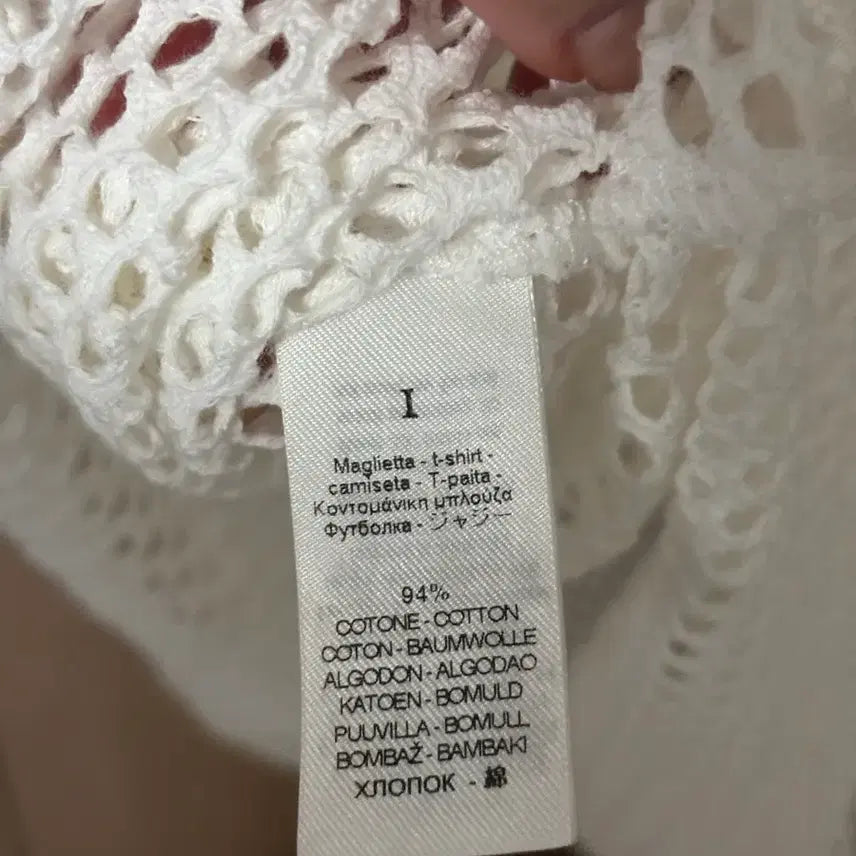 I
Maglietta - t-shirt -
camiseta - T-paita -
Κοντομάνικη μπλούζα
Футболка - ジャジー
94%
COTONE - COTTON
COTON - BAUMWOLLE
ALGODON - ALGODAO
KATOEN - BOMULD
PUUVILLA - BOMULL
BOMBAŽ - BAMBAKI
ХЛОПОК - 綿